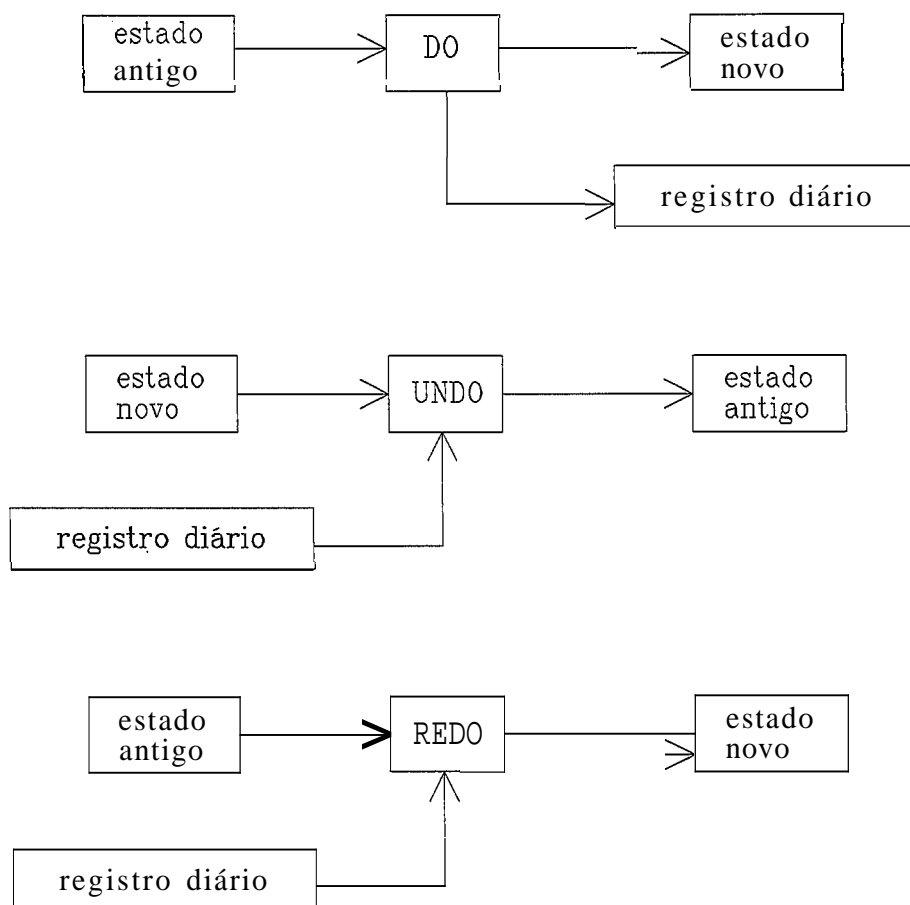 estado
antigo
DO
estado
novo
registro diário
estado
novo
UNDO
estado
antigo
registro diário
estado
antigo
REDO
estado
novo
registro diário